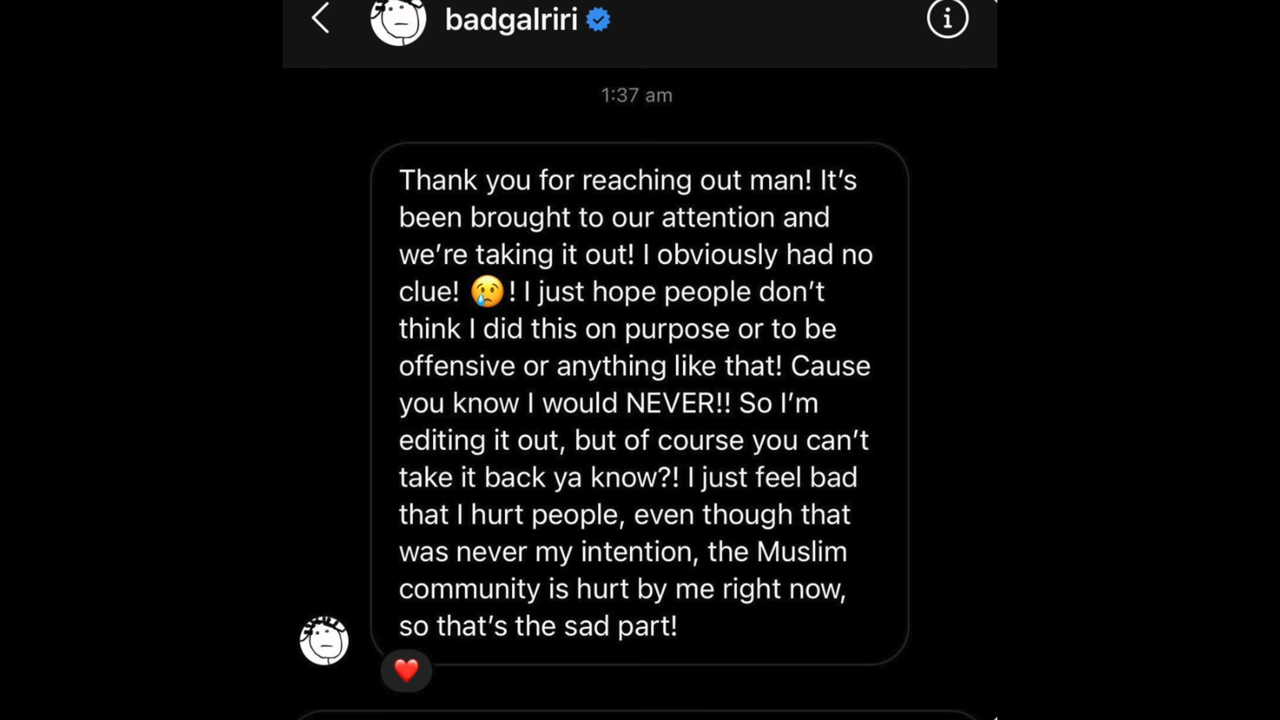 badgalriri
1:37 am
Thank you for reaching out man! It’s
been brought to our attention and
we’re taking it out! I obviously had no
clue! 😢! I just hope people don’t
think I did this on purpose or to be
offensive or anything like that! Cause
you know I would NEVER!! So I’m
editing it out, but of course you can’t
take it back ya know?! I just feel bad
that I hurt people, even though that
was never my intention, the Muslim
community is hurt by me right now,
so that’s the sad part!